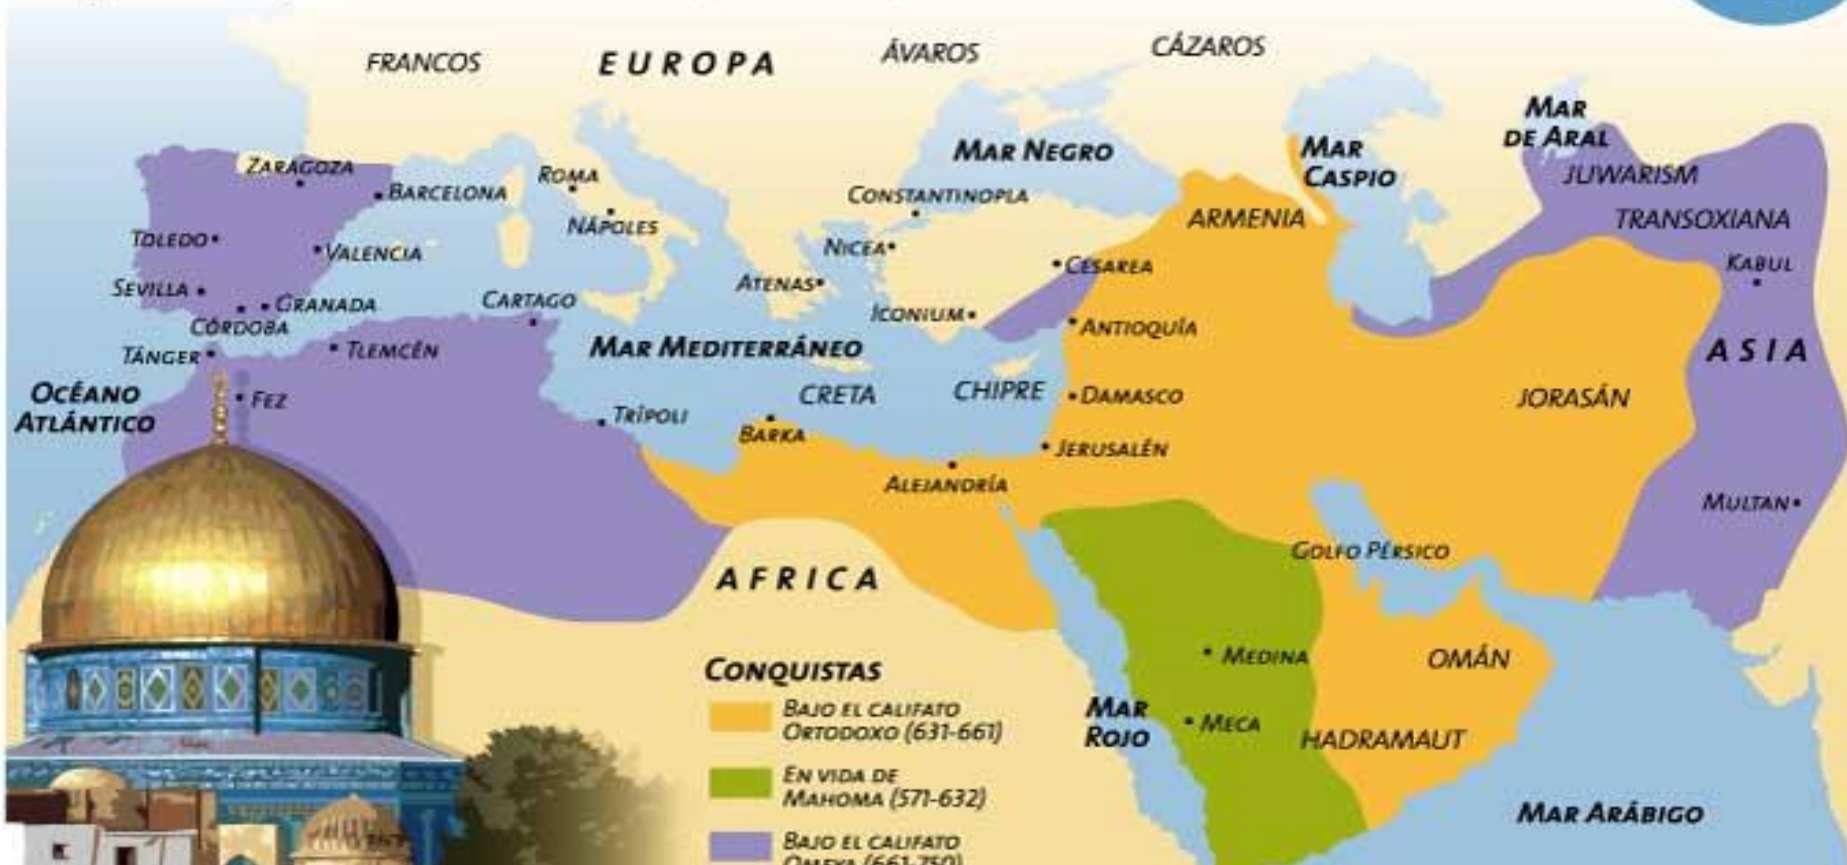 FRANCOS
EUROPA
ÁVAROS
CÁZAROS
MAR
DE ARAL
MAR NEGRO
MAR
CASPIO
ZARAGOZA
BARCELONA
ROMA
NÁPOLES
CONSTANTINOPLA
JUWARISM
TRANSOXIANA
ARMENIA
TOLEDO
VALENCIA
NICEA
CESAREA
KABUL
SEVILLA
GRANADA
CÓRDOBA
CARTAGO
ATENAS
ICONIUM
ANTIOQUÍA
TÁNGER
TLEMCÉN
MAR MEDITERRÁNEO
ASIA
OCÉANO
ATLÁNTICO
FEZ
TRÍPOLI
BARKA
CRETA
CHIPRE
DAMASCO
JORASÁN
JERUSALÉN
ALEJANDRÍA
MULTAN
GOLFO PÉRSICO
AFRICA
MEDINA
OMÁN
MAR
ROJO
MECA
HADRAMAUT
MAR ARÁBIGO
CONQUISTAS
BAJO EL CALIFATO
ORTODOXO (631-661)
EN VIDA DE
MAHOMA (571-632)
BAJO EL CALIFATO
OMEYA (661-750)